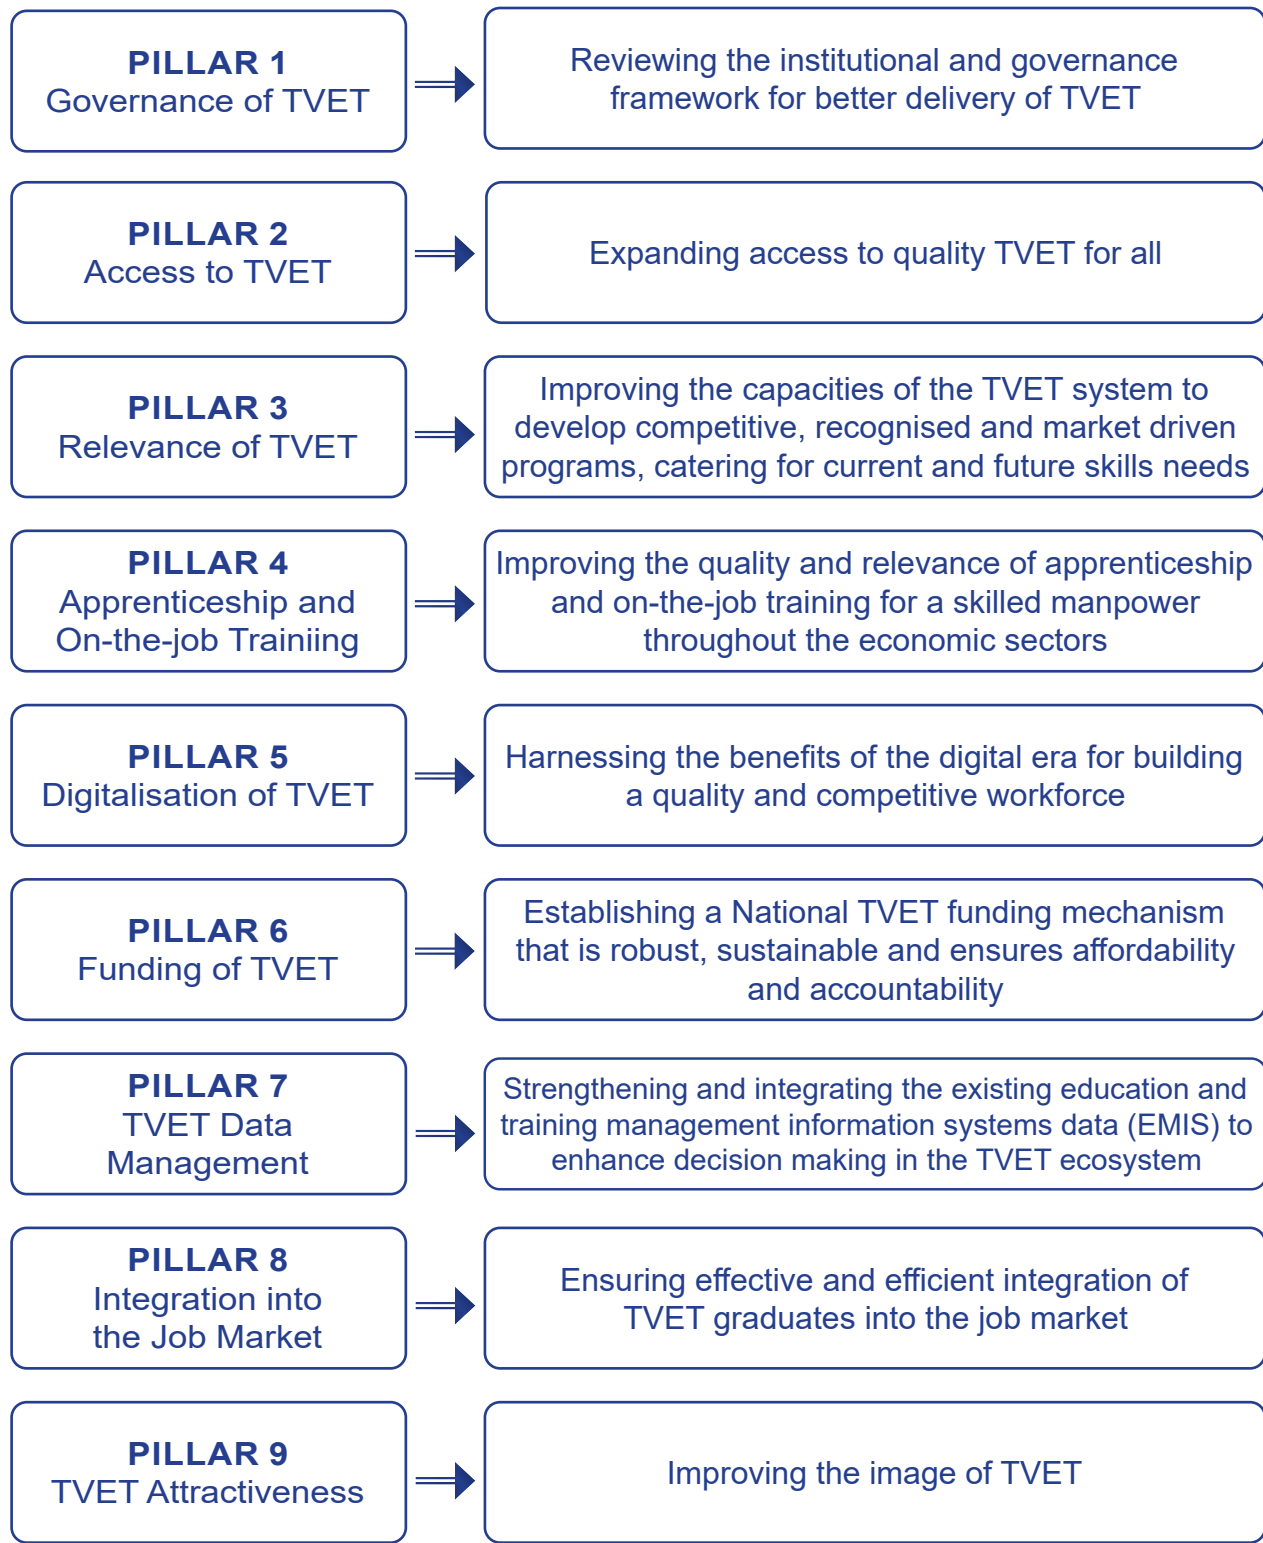 PILLAR 1
Governance of TVET
Reviewing the institutional and governance
framework for better delivery of TVET
PILLAR 2
Access to TVET
Expanding access to quality TVET for all
PILLAR 3
Relevance of TVET
Improving the capacities of the TVET system to
develop competitive, recognised and market driven
programs, catering for current and future skills needs
PILLAR 4
Apprenticeship and
On-the-job Trainiing
Improving the quality and relevance of apprenticeship
and on-the-job training for a skilled manpower
throughout the economic sectors
PILLAR 5
Digitalisation of TVET
Harnessing the benefits of the digital era for building
a quality and competitive workforce
PILLAR 6
Funding of TVET
Establishing a National TVET funding mechanism
that is robust, sustainable and ensures affordability
and accountability
PILLAR 7
TVET Data
Management
Strengthening and integrating the existing education and
training management information systems data (EMIS) to
enhance decision making in the TVET ecosystem
PILLAR 8
Integration into
the Job Market
Ensuring effective and efficient integration of
TVET graduates into the job market
PILLAR 9
TVET Attractiveness
Improving the image of TVET